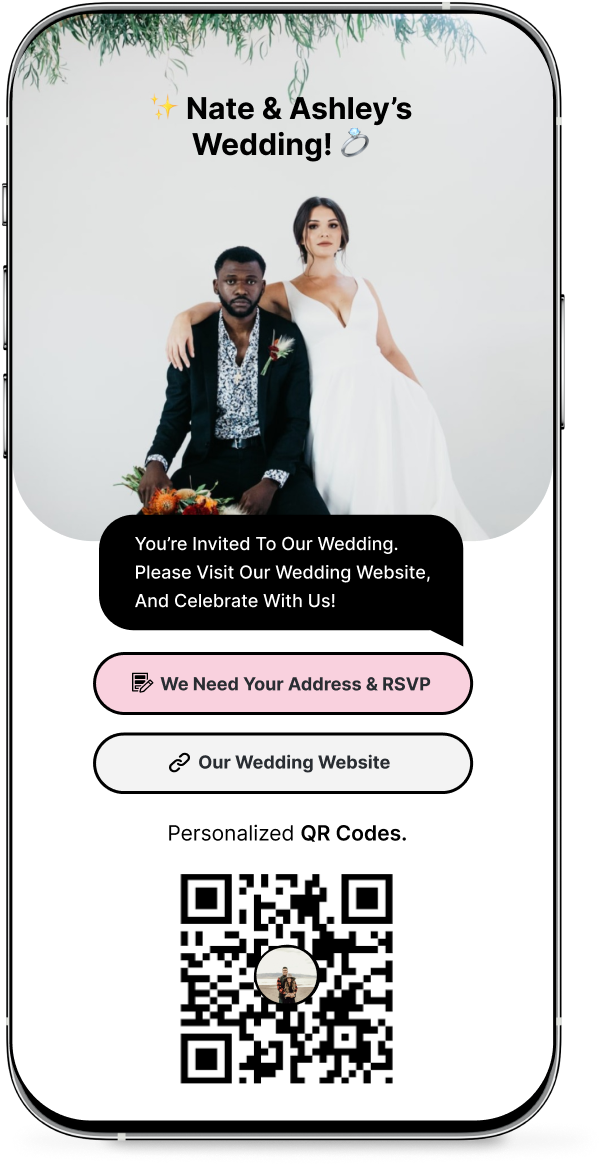 ✨ Nate & Ashley’s
Wedding! 💍
You’re Invited To Our Wedding.
Please Visit Our Wedding Website,
And Celebrate With Us!
We Need Your Address & RSVP
Our Wedding Website
Personalized QR Codes.